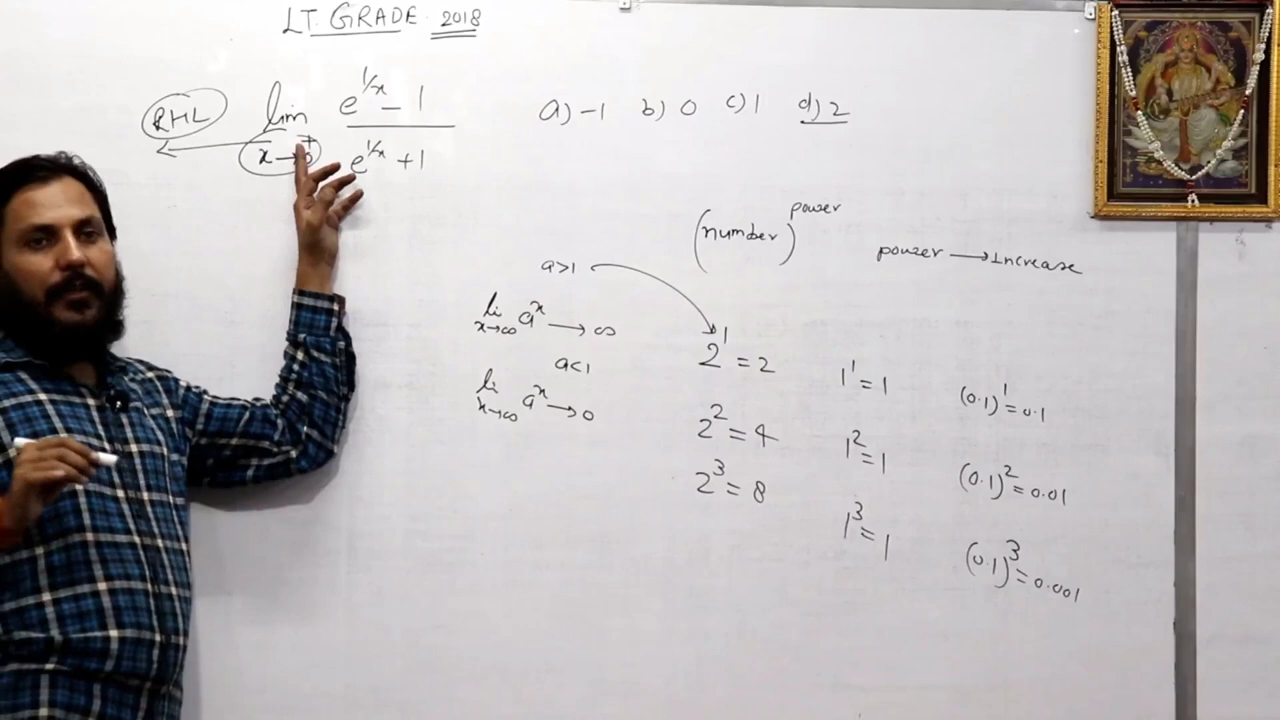 LT. GRADE 2018
RHL lim x→0⁺ (e^{1/x} - 1)/(e^{1/x} + 1) a) -1 b) 0 c) 1 d) 2
(number)^{power}
power → Increase
a>1
li x→∞ a^x → ∞
a<1
li x→∞ a^x → 0
2^1 = 2
2^2 = 4
2^3 = 8
1^1 = 1
1^2 = 1
1^3 = 1
(0.1)^1 = 0.1
(0.1)^2 = 0.01
(0.1)^3 = 0.001